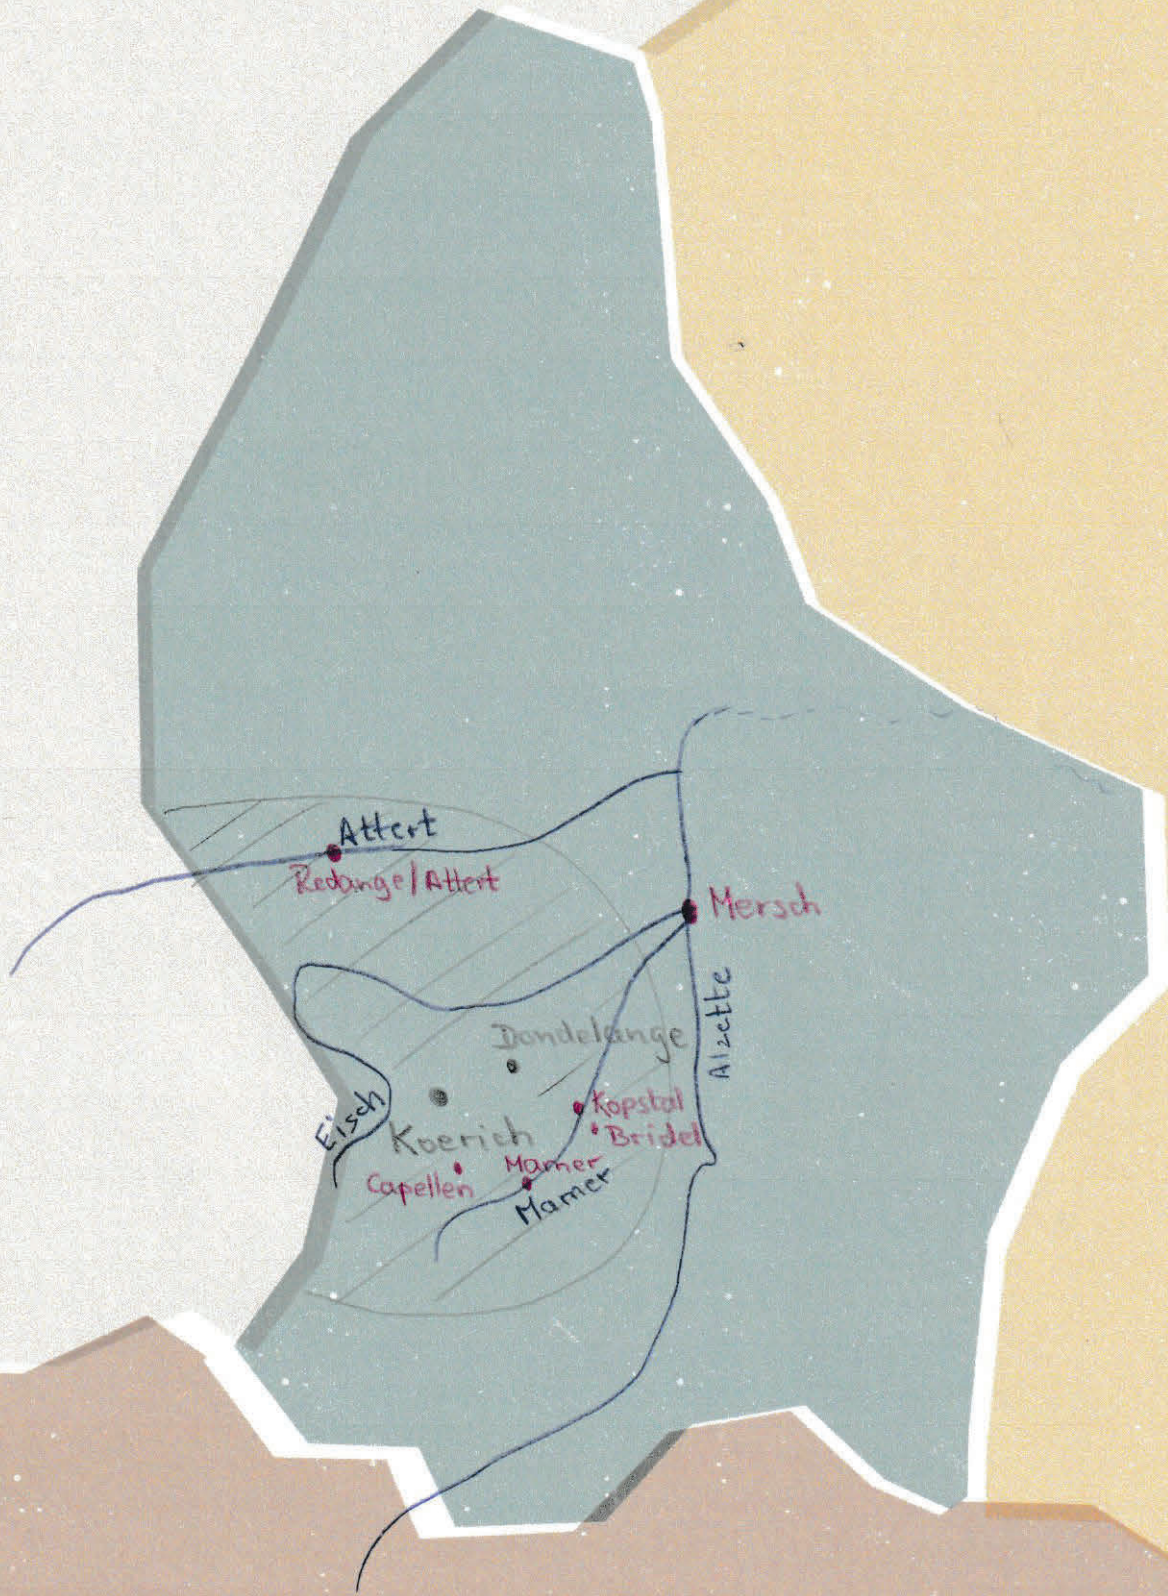 Attert
Redange/Attert
Mersch
Alzette
Dondelange
Eisch
Koerich
Kopstal
Bridel
Capellen
Mamer
Mamer